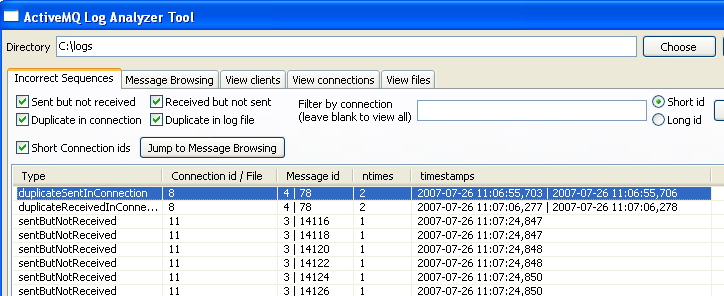 ActiveMQ Log Analyzer Tool
Directory C:\logs Choose
Incorrect Sequences Message Browsing View clients View connections View files
Sent but not received Received but not sent Filter by connection Short id
Duplicate in connection Duplicate in log file (leave blank to view all) Long id
Short Connection ids Jump to Message Browsing
Type Connection id / File Message id ntimes timestamps
duplicateSentInConnection 8 4 | 78 2 2007-07-26 11:06:55,703 | 2007-07-26 11:06:55,706
duplicateReceivedInConne... 8 4 | 78 2 2007-07-26 11:07:06,277 | 2007-07-26 11:07:06,278
sentButNotReceived 11 3 | 14116 1 2007-07-26 11:07:24,847
sentButNotReceived 11 3 | 14118 1 2007-07-26 11:07:24,847
sentButNotReceived 11 3 | 14120 1 2007-07-26 11:07:24,848
sentButNotReceived 11 3 | 14122 1 2007-07-26 11:07:24,848
sentButNotReceived 11 3 | 14124 1 2007-07-26 11:07:24,850
sentButNotReceived 11 3 | 14126 1 2007-07-26 11:07:24,850